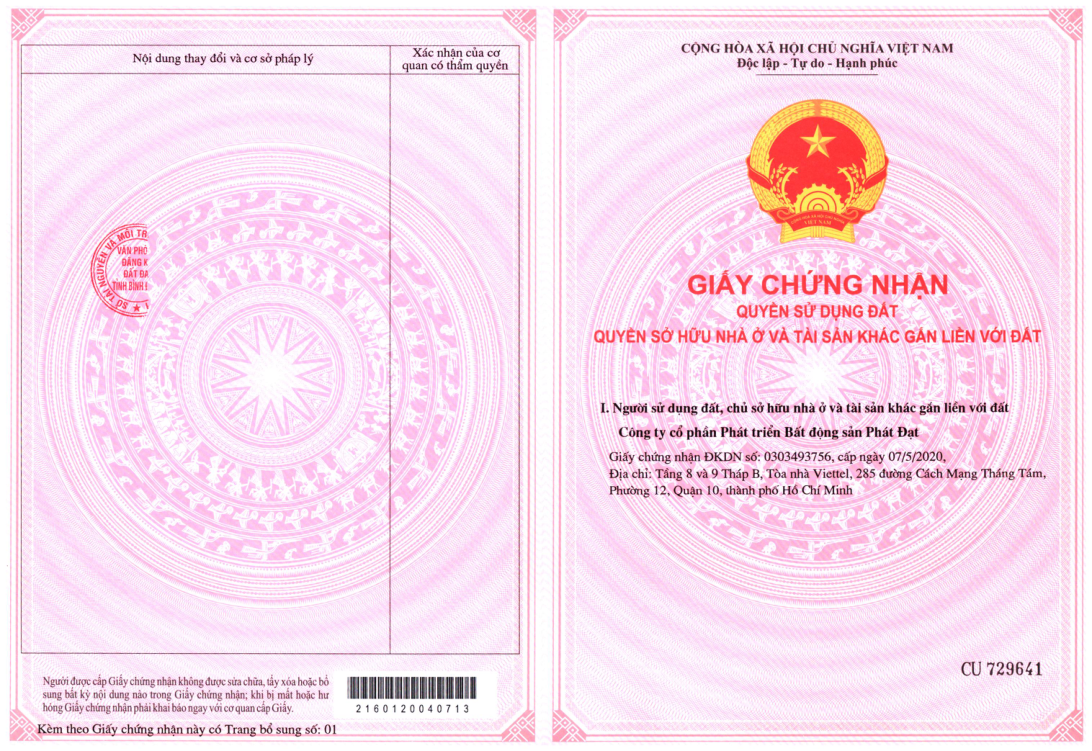 Nội dung thay đổi và cơ sở pháp lý
Xác nhận của cơ
quan có thẩm quyền
SỞ TÀI NGUYÊN VÀ MÔI TR
VĂN PHÒ
ĐĂNG K
ĐẤT ĐA
TỈNH BÌNH
Người được cấp Giấy chứng nhận không được sửa chữa, tẩy xóa hoặc bổ
sung bất kỳ nội dung nào trong Giấy chứng nhận; khi bị mất hoặc hư
hỏng Giấy chứng nhận phải khai báo ngay với cơ quan cấp Giấy.
2160120040713
Kèm theo Giấy chứng nhận này có Trang bổ sung số: 01
CỘNG HÒA XÃ HỘI CHỦ NGHĨA VIỆT NAM
Độc lập - Tự do - Hạnh phúc
CỘNG HÒA XÃ HỘI CHỦ NGHĨA
VIỆT NAM
GIẤY CHỨNG NHẬN
QUYỀN SỬ DỤNG ĐẤT
QUYỀN SỞ HỮU NHÀ Ở VÀ TÀI SẢN KHÁC GẮN LIỀN VỚI ĐẤT
I. Người sử dụng đất, chủ sở hữu nhà ở và tài sản khác gắn liền với đất
Công ty cổ phần Phát triển Bất động sản Phát Đạt
Giấy chứng nhận ĐKDN số: 0303493756, cấp ngày 07/5/2020,
Địa chỉ: Tầng 8 và 9 Tháp B, Tòa nhà Viettel, 285 đường Cách Mạng Tháng Tám,
Phường 12, Quận 10, thành phố Hồ Chí Minh
CU 729641